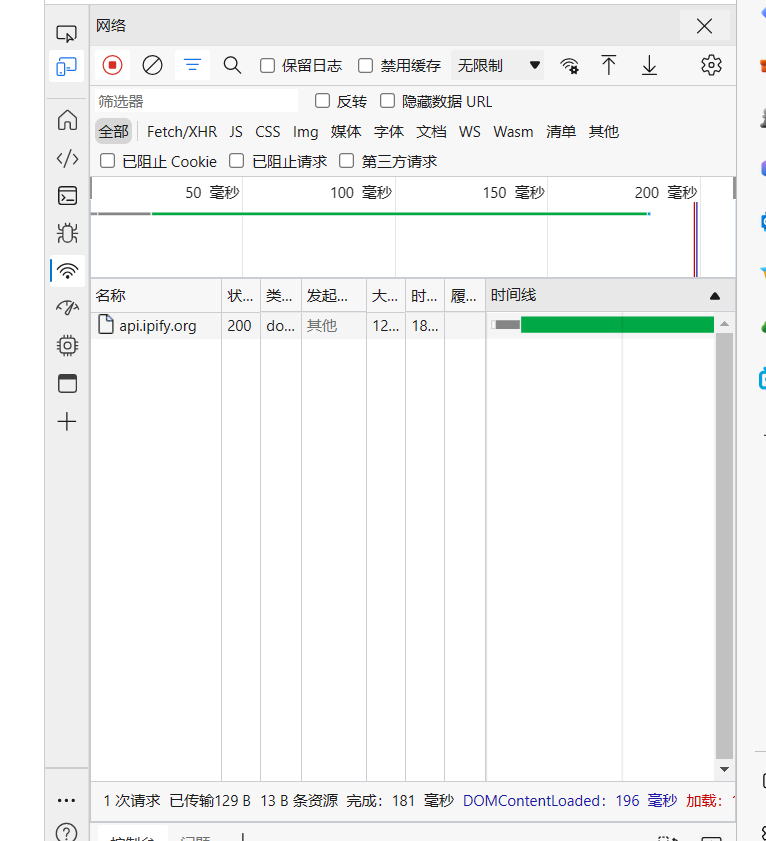 网络
保留日志 禁用缓存 无限制
筛选器 反转 隐藏数据 URL
全部 Fetch/XHR JS CSS Img 媒体 字体 文档 WS Wasm 清单 其他
已阻止 Cookie 已阻止请求 第三方请求
50 毫秒 100 毫秒 150 毫秒 200 毫秒
名称 状... 类... 发起... 大... 时... 履... 时间线
api.ipify.org 200 do... 其他 12... 18...
1 次请求 已传输129 B 13 B 条资源 完成：181 毫秒 DOMContentLoaded：196 毫秒 加载：
控制台 问题